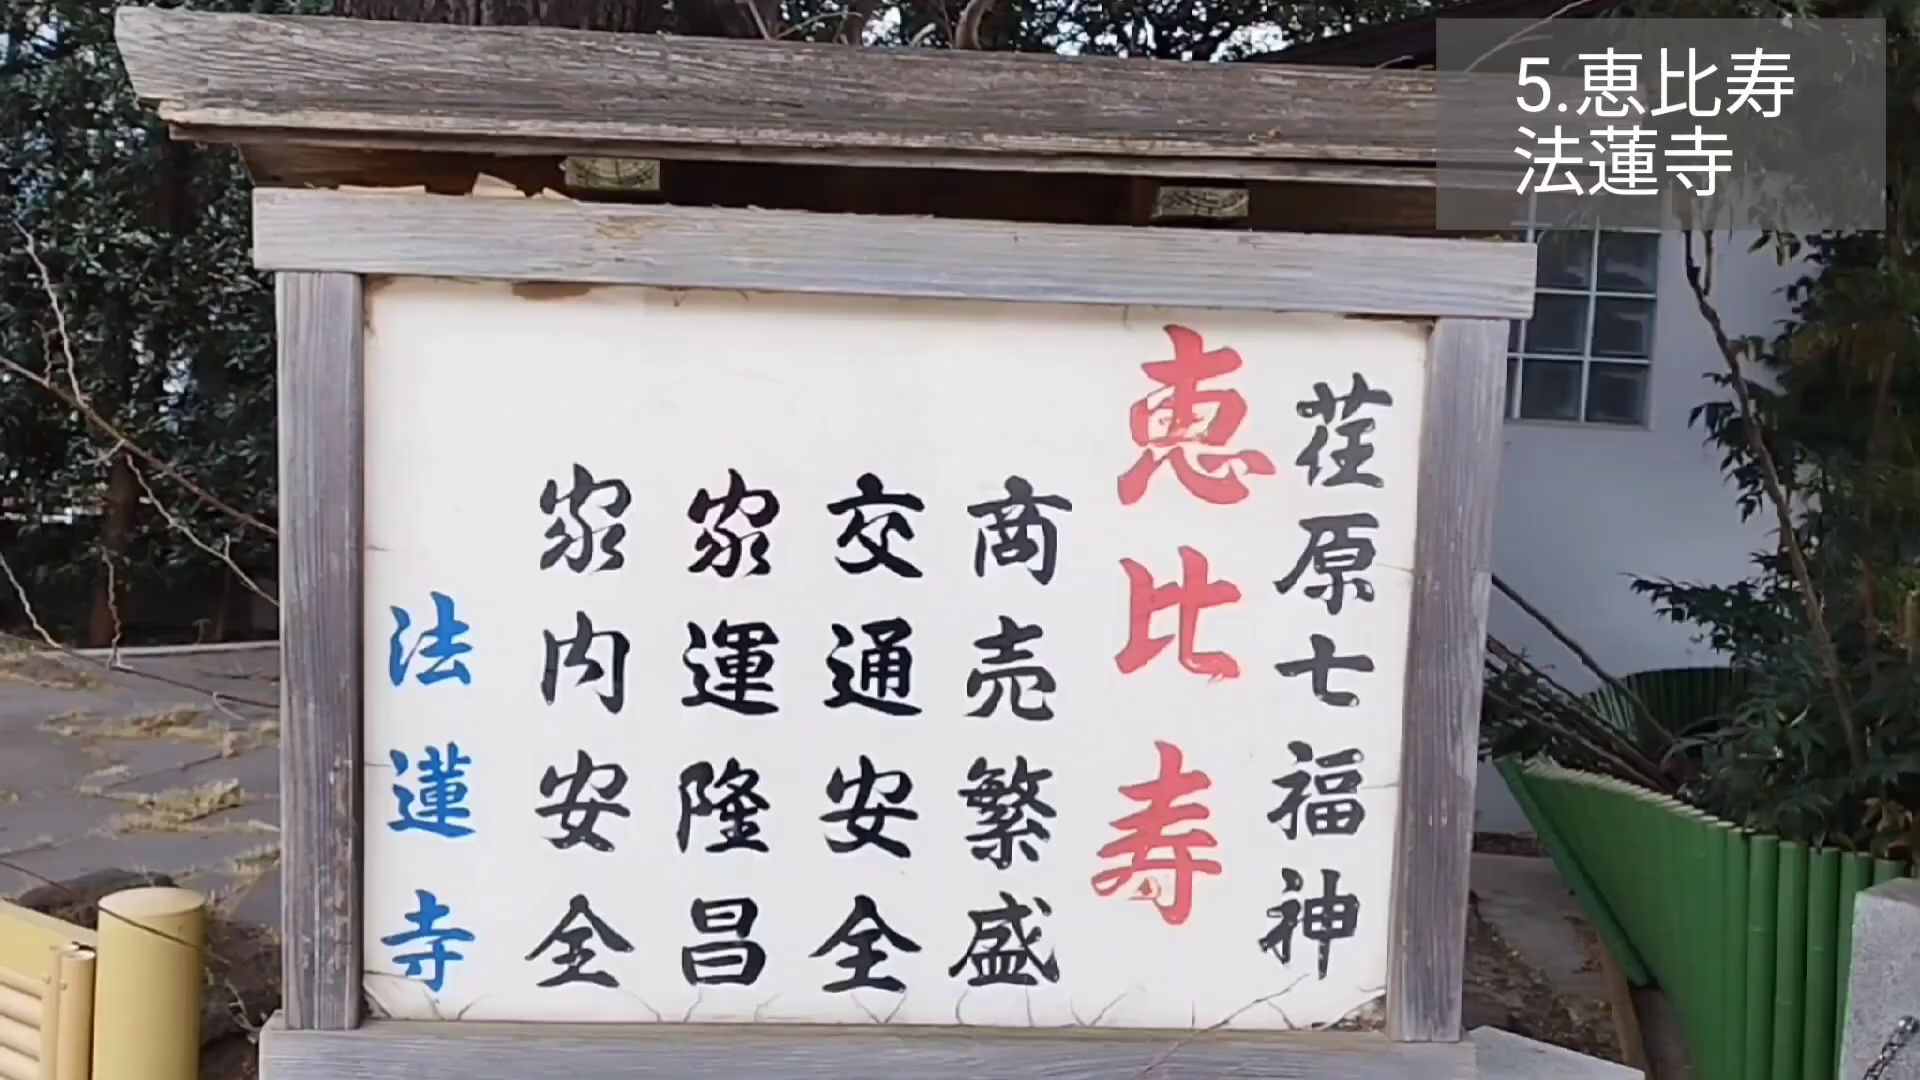 5.恵比寿
法蓮寺
荏原七福神
恵比寿
商売繁盛
交通安全
家運隆昌
家内安全
法蓮寺